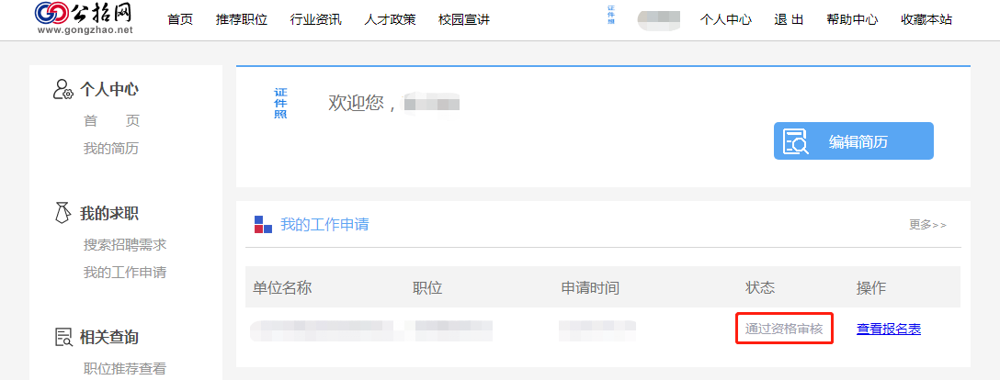 公招网
www.gongzhao.net
首页 推荐职位 行业资讯 人才政策 校园宣讲 证件照 个人中心 退 出 帮助中心 收藏本站
个人中心
首 页
我的简历
我的求职
搜索招聘需求
我的工作申请
相关查询
职位推荐查看
证件照
欢迎您，
编辑简历
我的工作申请 更多>>
单位名称 职位 申请时间 状态 操作
通过资格审核 查看报名表